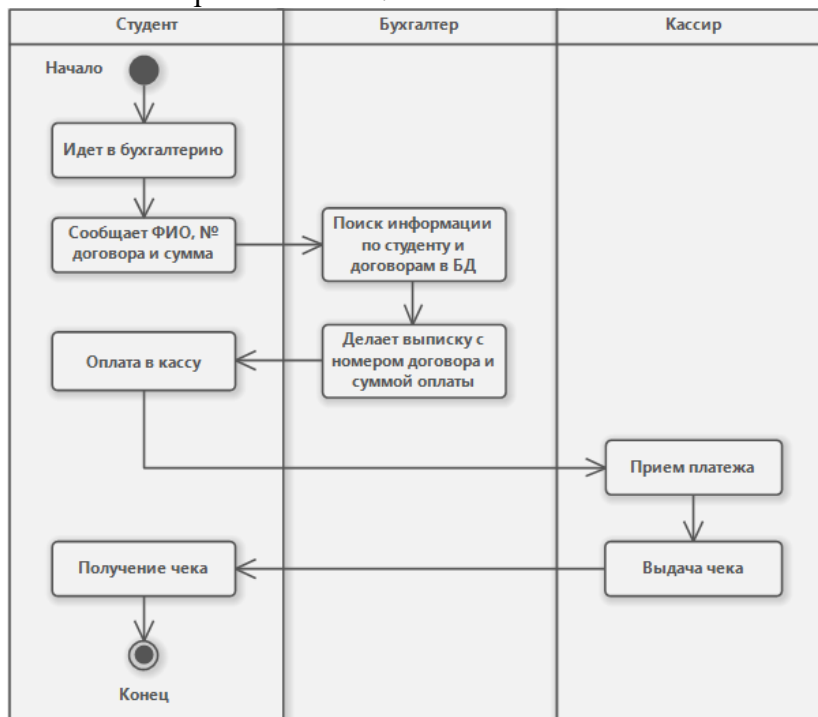 Студент
Бухгалтер
Кассир
Начало
Идет в бухгалтерию
Сообщает ФИО, №
договора и сумма
Поиск информации
по студенту и
договорам в БД
Делает выписку с
номером договора и
суммой оплаты
Оплата в кассу
Прием платежа
Выдача чека
Получение чека
Конец